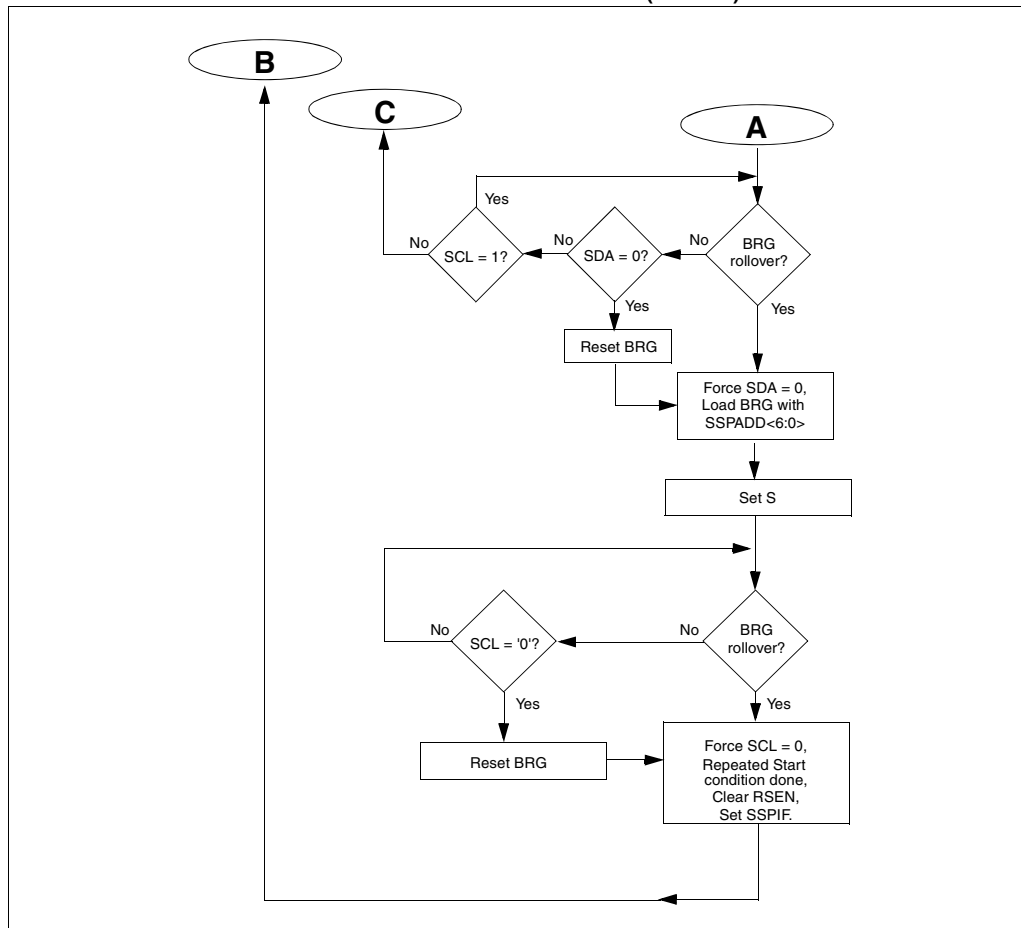 B
C
A
Yes
No
SCL = 1?
No
SDA = 0?
No
BRG
rollover?
Yes
Yes
Reset BRG
Force SDA = 0,
Load BRG with
SSPADD<6:0>
Set S
No
SCL = '0'?
No
BRG
rollover?
Yes
Yes
Reset BRG
Force SCL = 0,
Repeated Start
condition done,
Clear RSEN,
Set SSPIF.